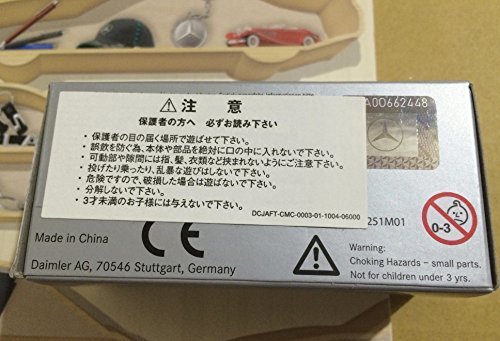 ⚠ 注 意
保護者の方へ 必ずお読み下さい
・保護者の目の届く場所で遊ばせて下さい。
・誤飲を防ぐ為、本体や部品を絶対に口の中に入れないで下さい。
・可動部や隙間には指、髪、衣類など挟まれないようにご注意下さい。
・投げたり乗ったり、乱暴な遊びはしないで下さい。
・危険ですので、破損した場合は遊ばないで下さい。
・分解しないで下さい。
・3才未満のお子様には与えないで下さい。
DCJAFT-CMC-0003-01-1004-06000
A00662448
251M01
0-3
Made in China
CE
Daimler AG, 70546 Stuttgart, Germany
Warning:
Choking Hazards – small parts.
Not for children under 3 yrs.